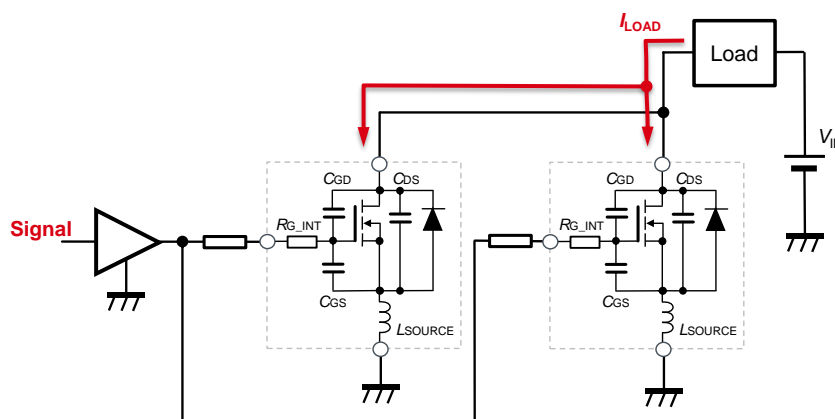 ILOAD
Load
CGD
CDS
CGD
CDS
Signal
RG_INT
RG_INT
CGS
CGS
LSOURCE
LSOURCE